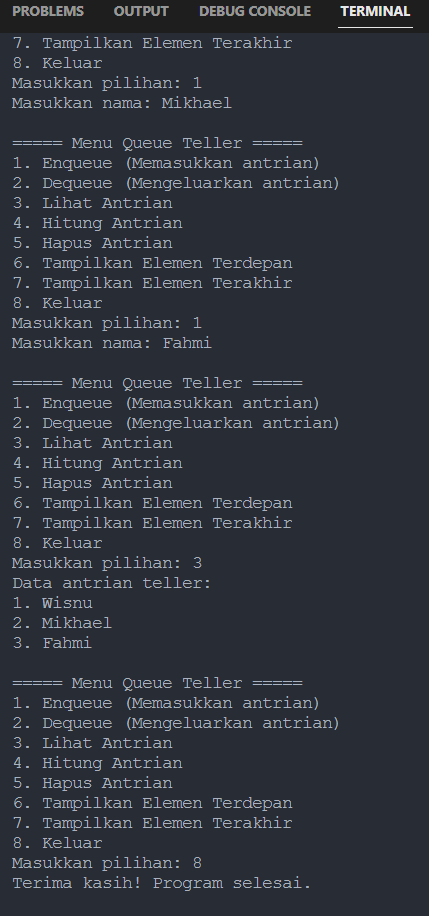 PROBLEMS OUTPUT DEBUG CONSOLE TERMINAL
7. Tampilkan Elemen Terakhir
8. Keluar
Masukkan pilihan: 1
Masukkan nama: Mikhael
===== Menu Queue Teller =====
1. Enqueue (Memasukkan antrian)
2. Dequeue (Mengeluarkan antrian)
3. Lihat Antrian
4. Hitung Antrian
5. Hapus Antrian
6. Tampilkan Elemen Terdepan
7. Tampilkan Elemen Terakhir
8. Keluar
Masukkan pilihan: 1
Masukkan nama: Fahmi
===== Menu Queue Teller =====
1. Enqueue (Memasukkan antrian)
2. Dequeue (Mengeluarkan antrian)
3. Lihat Antrian
4. Hitung Antrian
5. Hapus Antrian
6. Tampilkan Elemen Terdepan
7. Tampilkan Elemen Terakhir
8. Keluar
Masukkan pilihan: 3
Data antrian teller:
1. Wisnu
2. Mikhael
3. Fahmi
===== Menu Queue Teller =====
1. Enqueue (Memasukkan antrian)
2. Dequeue (Mengeluarkan antrian)
3. Lihat Antrian
4. Hitung Antrian
5. Hapus Antrian
6. Tampilkan Elemen Terdepan
7. Tampilkan Elemen Terakhir
8. Keluar
Masukkan pilihan: 8
Terima kasih! Program selesai.